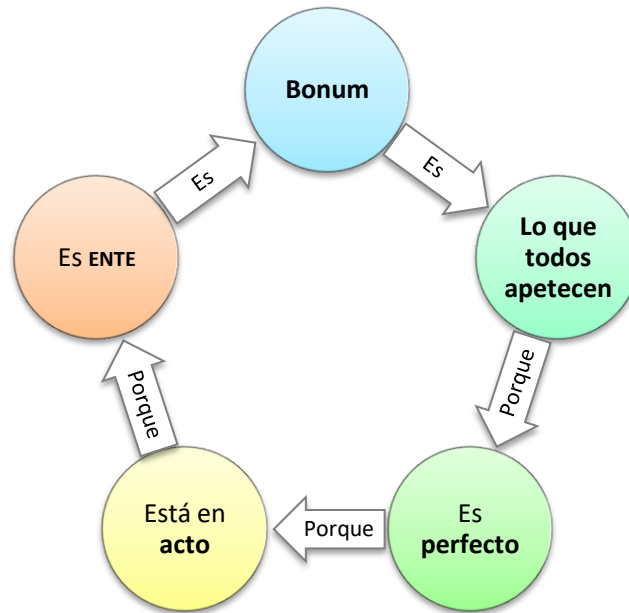 Bonum
Es
Lo que
todos
apetecen
Porque
Es
perfecto
Porque
Está en
acto
Porque
Es ENTE
Es